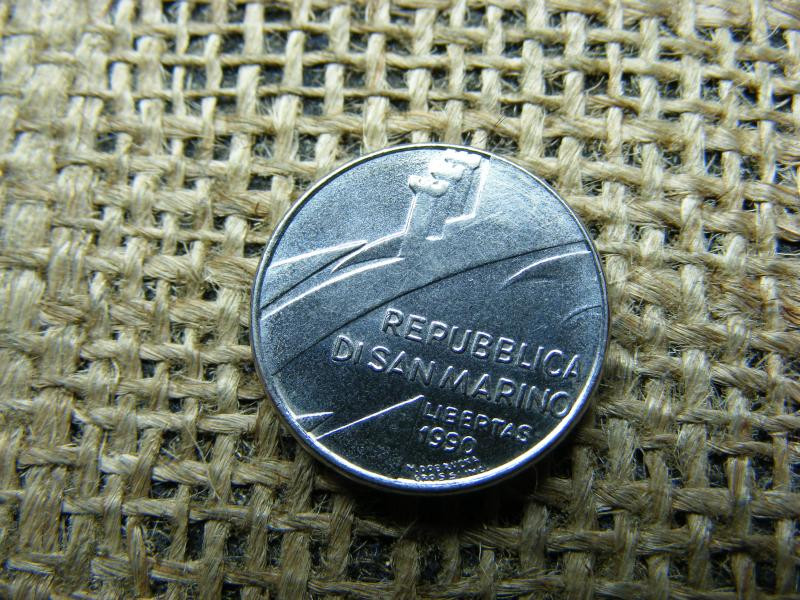 REPUBBLICA
DI SAN MARINO
LIBERTAS
1990